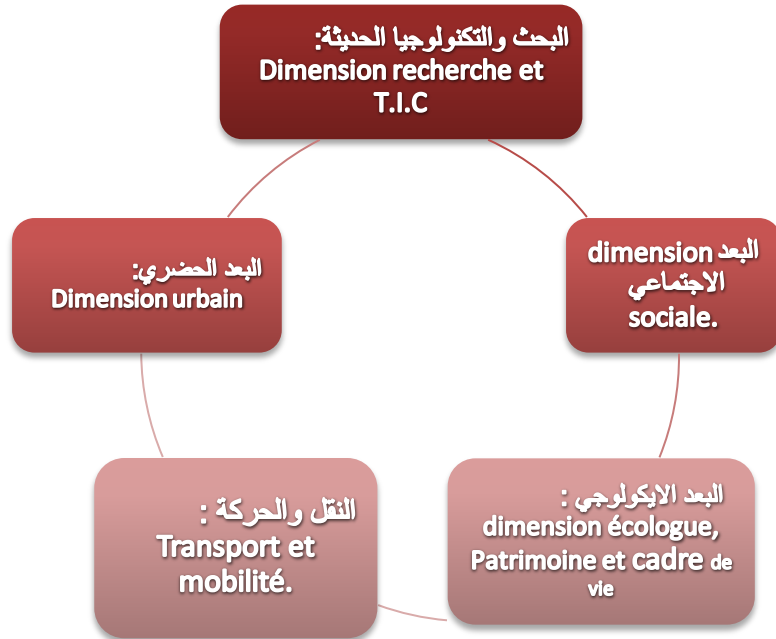 البحث والتكنولوجيا الحديثة:
Dimension recherche et
T.I.C
البعد dimension
الاجتماعي
sociale.
البعد الايكولوجي :
dimension écologue,
Patrimoine et cadre de
vie
النقل والحركة :
Transport et
mobilité.
البعد الحضري:
Dimension urbain